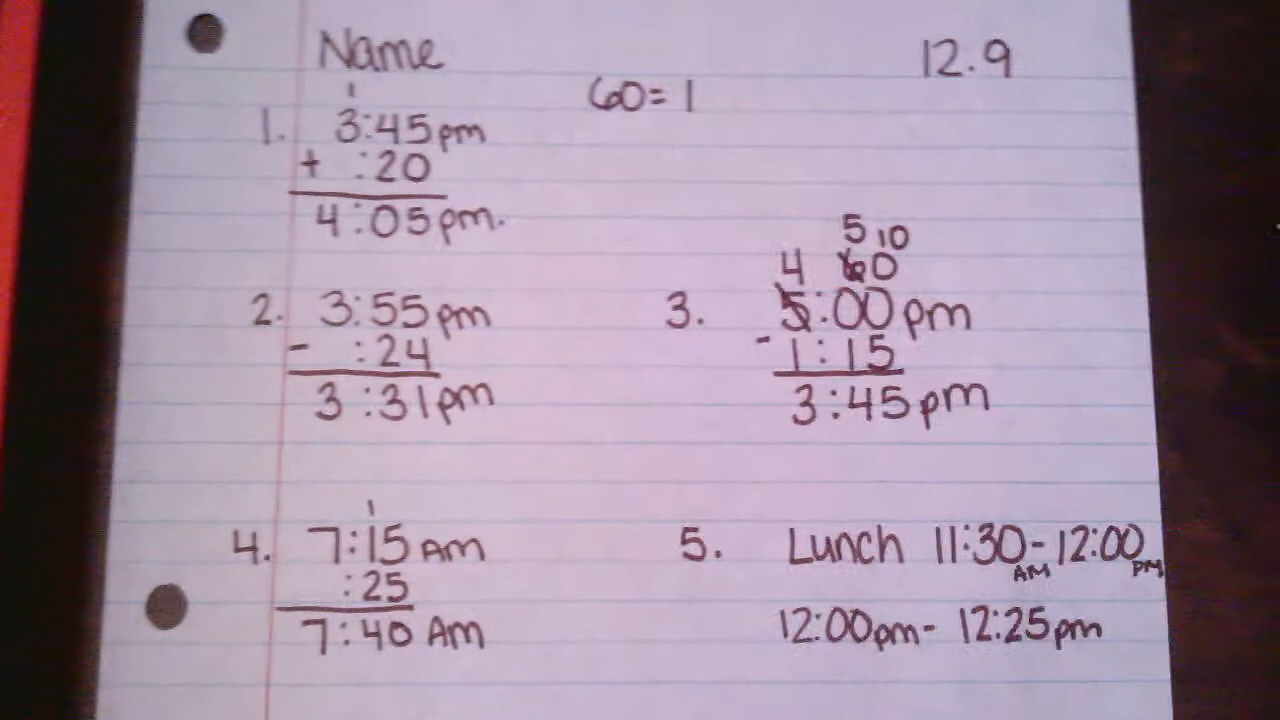 Name 12.9
60=1
1
1. 3:45pm
+ :20
4:05pm.
2. 3:55pm
- :24
3:31pm
5 10
4 60
3. 5:00pm
- 1:15
3:45pm
1
4. 7:15 AM
:25
7:40 AM
5. Lunch 11:30 AM - 12:00 PM
12:00pm - 12:25pm